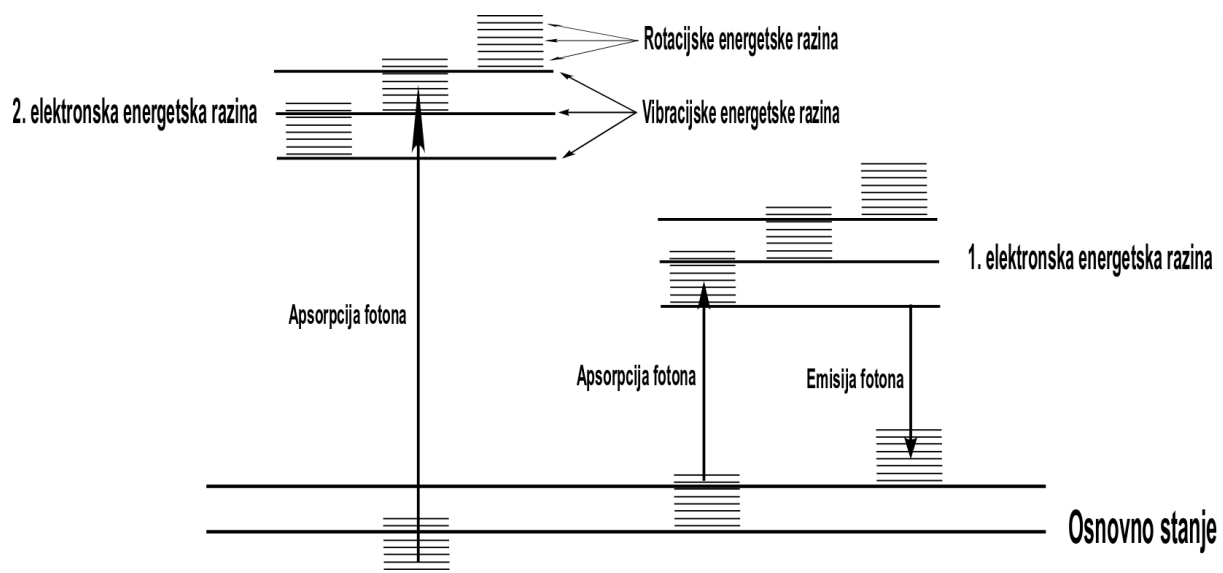 Rotacijske energetske razina
2. elektronska energetska razina
Vibracijske energetske razina
1. elektronska energetska razina
Apsorpcija fotona
Apsorpcija fotona
Emisija fotona
Osnovno stanje